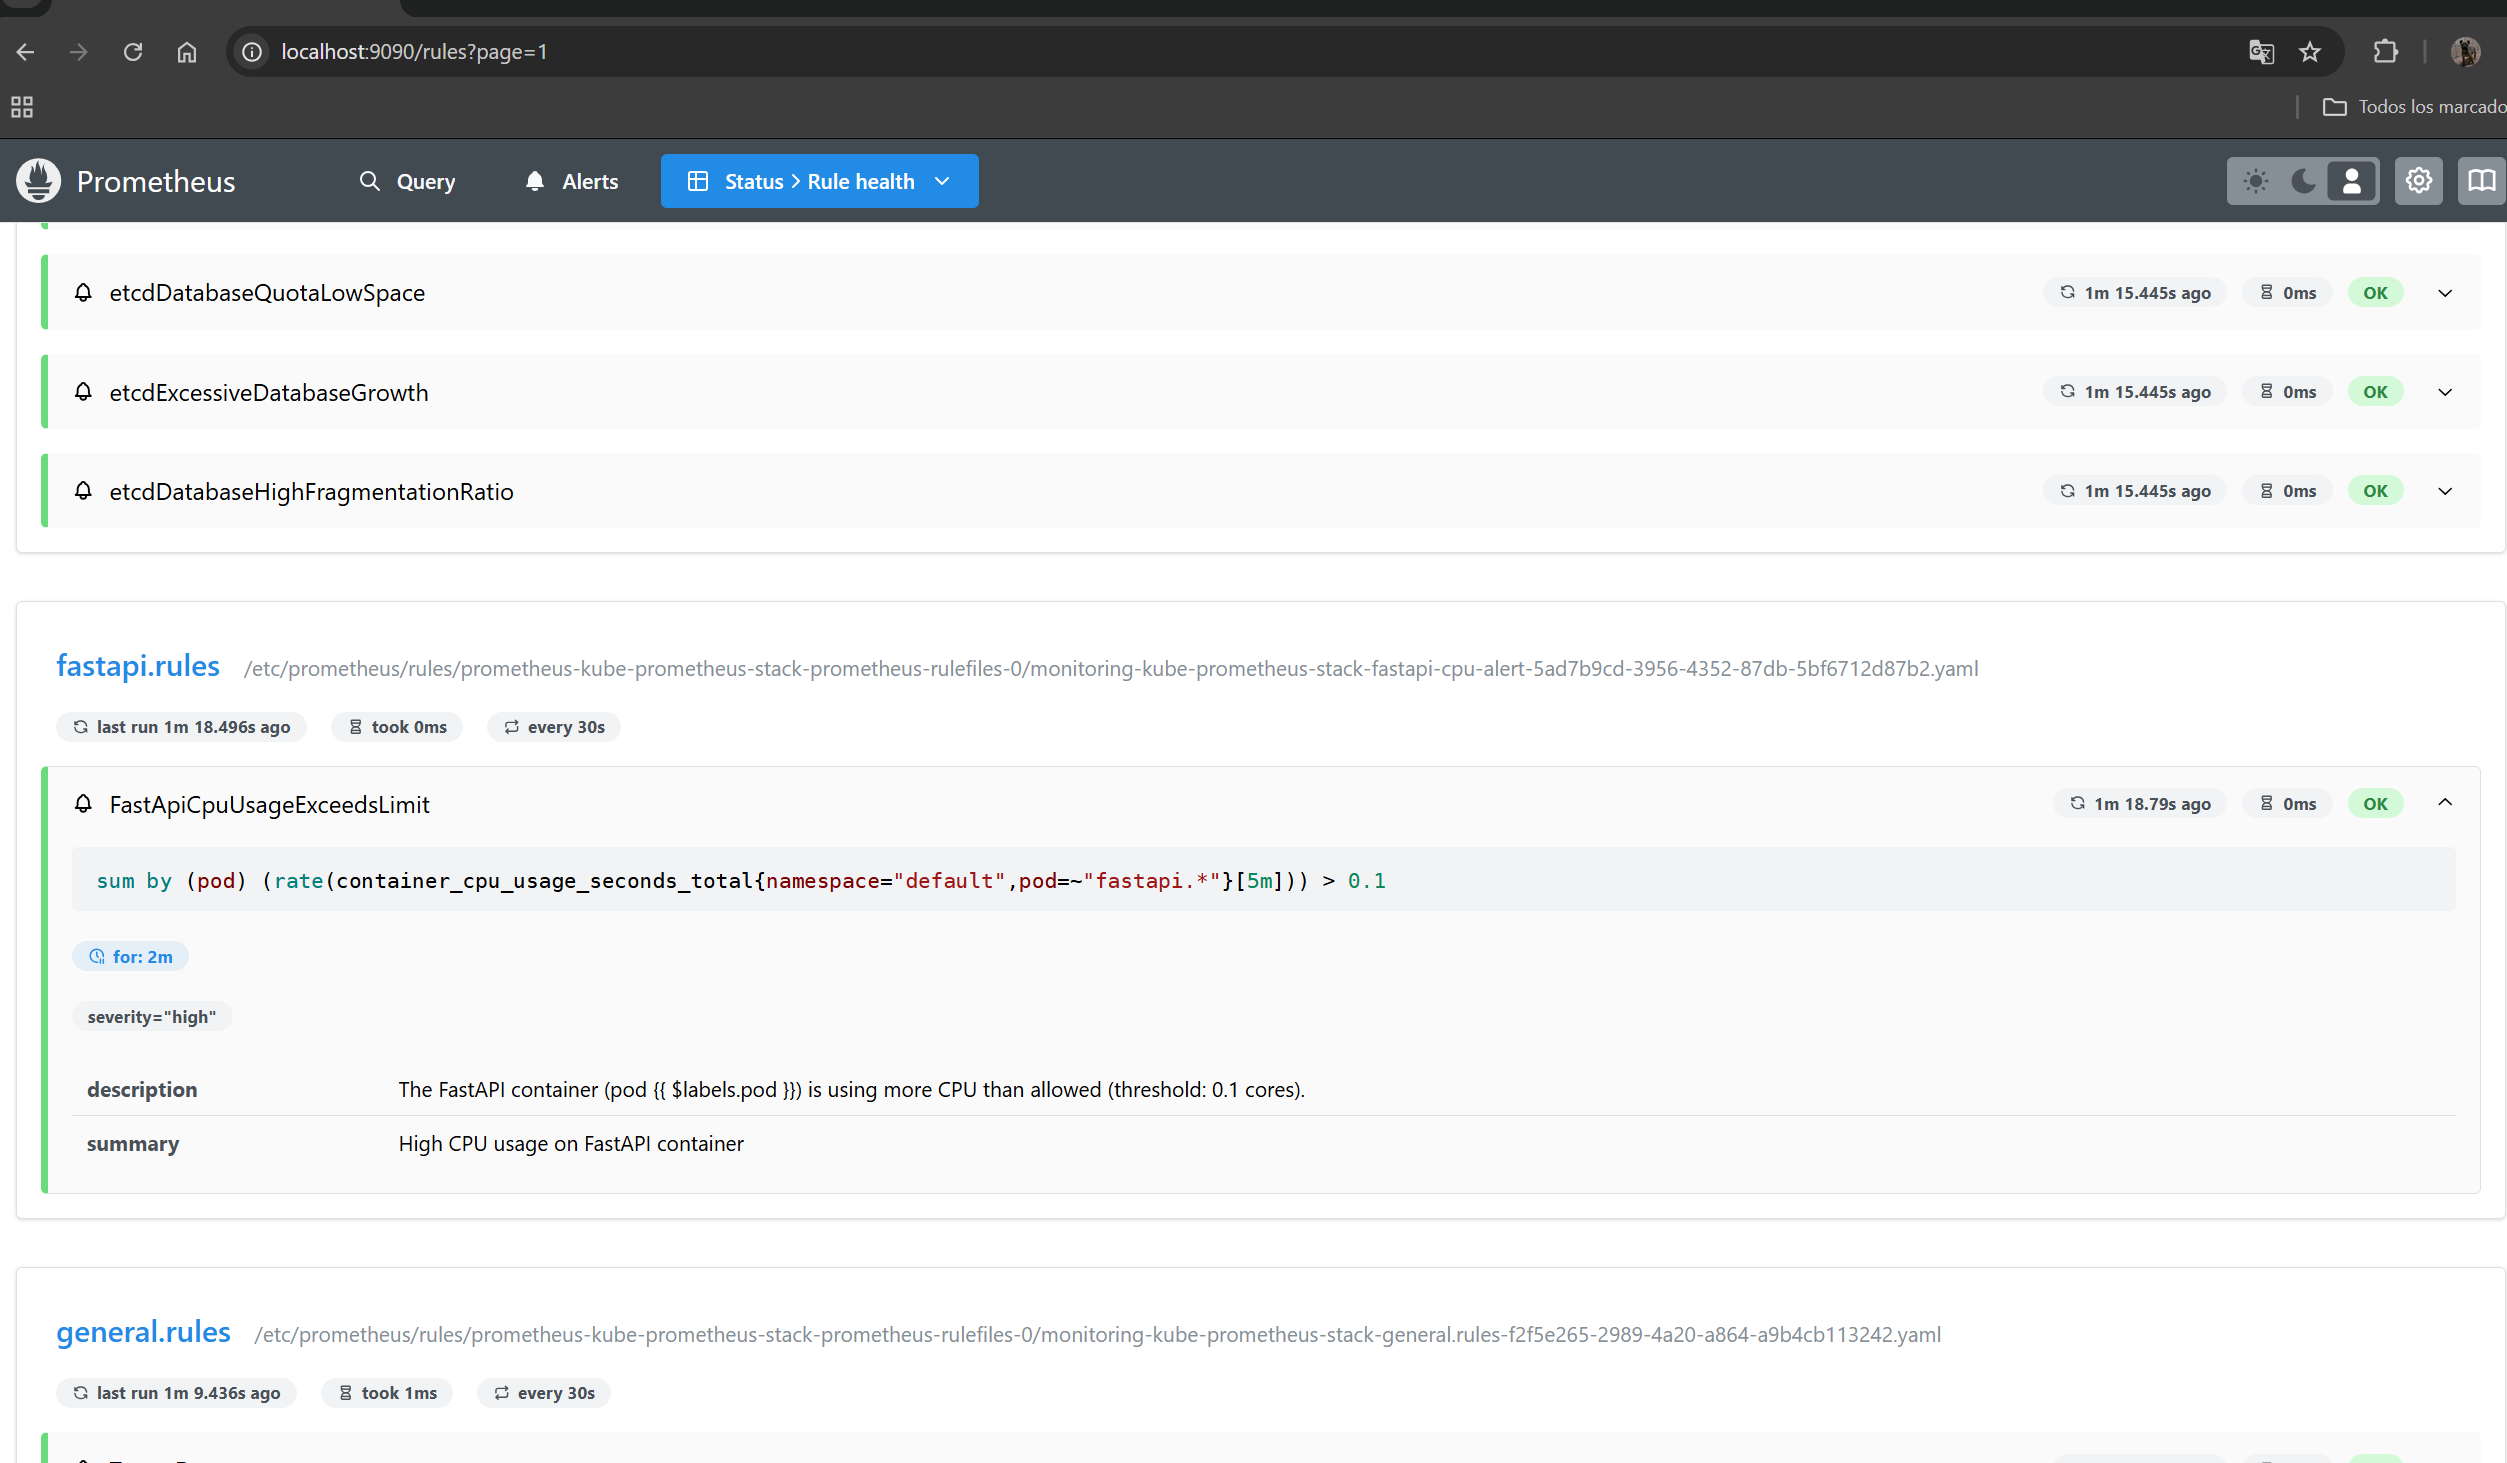 localhost:9090/rules?page=1
Todos los marcado
Prometheus Query Alerts Status > Rule health
etcdDatabaseQuotaLowSpace 1m 15.445s ago 0ms OK
etcdExcessiveDatabaseGrowth 1m 15.445s ago 0ms OK
etcdDatabaseHighFragmentationRatio 1m 15.445s ago 0ms OK
fastapi.rules /etc/prometheus/rules/prometheus-kube-prometheus-stack-prometheus-rulefiles-0/monitoring-kube-prometheus-stack-fastapi-cpu-alert-5ad7b9cd-3956-4352-87db-5bf6712d87b2.yaml
last run 1m 18.496s ago took 0ms every 30s
FastApiCpuUsageExceedsLimit 1m 18.79s ago 0ms OK
sum by (pod) (rate(container_cpu_usage_seconds_total{namespace="default",pod=~"fastapi.*"}[5m])) > 0.1
for: 2m
severity="high"
description The FastAPI container (pod {{ $labels.pod }}) is using more CPU than allowed (threshold: 0.1 cores).
summary High CPU usage on FastAPI container
general.rules /etc/prometheus/rules/prometheus-kube-prometheus-stack-prometheus-rulefiles-0/monitoring-kube-prometheus-stack-general.rules-f2f5e265-2989-4a20-a864-a9b4cb113242.yaml
last run 1m 9.436s ago took 1ms every 30s